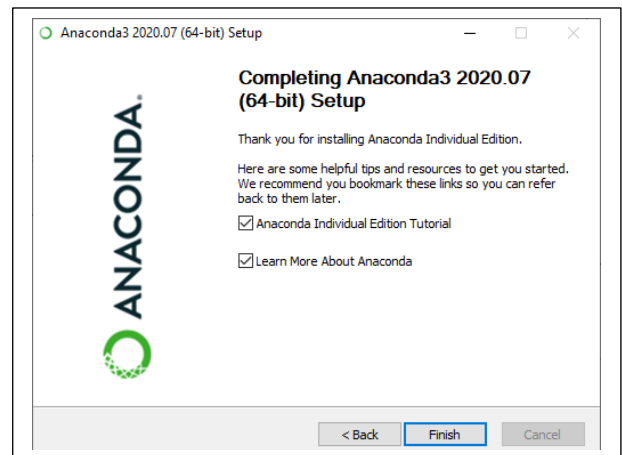 Anaconda3 2020.07 (64-bit) Setup
Completing Anaconda3 2020.07
(64-bit) Setup
Thank you for installing Anaconda Individual Edition.
Here are some helpful tips and resources to get you started.
We recommend you bookmark these links so you can refer
back to them later.
Anaconda Individual Edition Tutorial
Learn More About Anaconda
ANACONDA.
< Back
Finish
Cancel